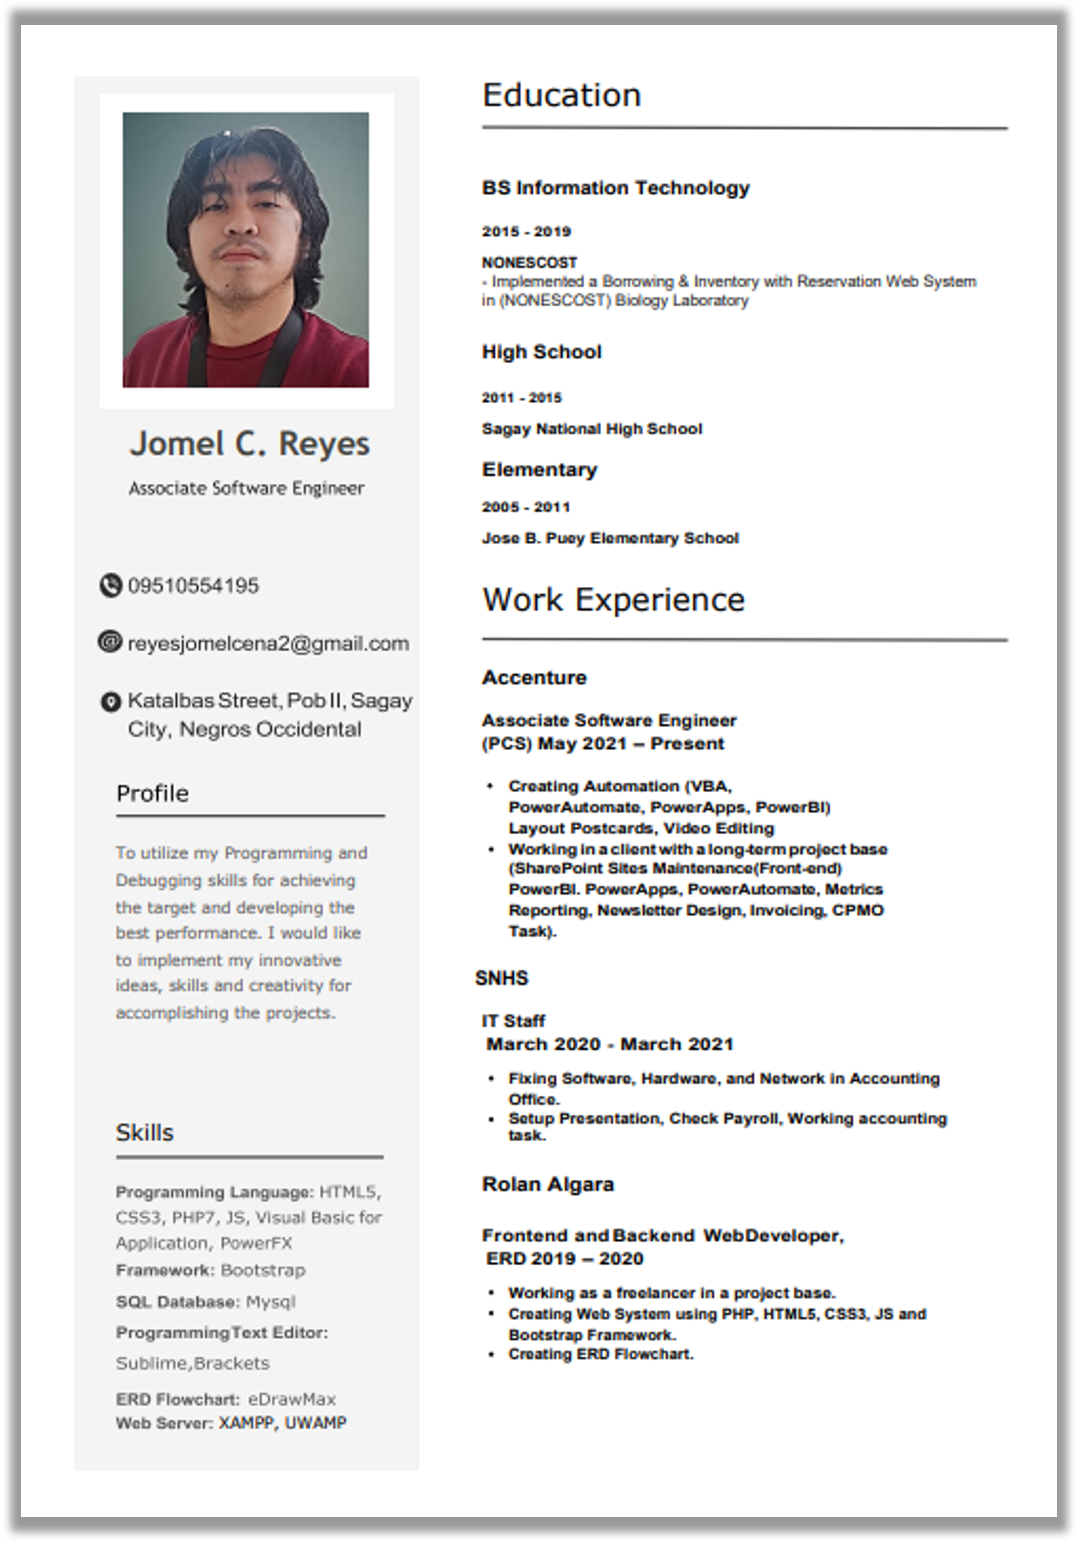 Jomel C. Reyes
Associate Software Engineer
09510554195
reyesjomelcena2@gmail.com
Katalbas Street, Pob II, Sagay
City, Negros Occidental
Profile
To utilize my Programming and
Debugging skills for achieving
the target and developing the
best performance. I would like
to implement my innovative
ideas, skills and creativity for
accomplishing the projects.
Skills
Programming Language: HTML5,
CSS3, PHP7, JS, Visual Basic for
Application, PowerFX
Framework: Bootstrap
SQL Database: Mysql
ProgrammingText Editor:
Sublime,Brackets
ERD Flowchart: eDrawMax
Web Server: XAMPP, UWAMP
Education
BS Information Technology
2015 - 2019
NONESCOST
- Implemented a Borrowing & Inventory with Reservation Web System
in (NONESCOST) Biology Laboratory
High School
2011 - 2015
Sagay National High School
Elementary
2005 - 2011
Jose B. Puey Elementary School
Work Experience
Accenture
Associate Software Engineer
(PCS) May 2021 – Present
• Creating Automation (VBA,
PowerAutomate, PowerApps, PowerBI)
Layout Postcards, Video Editing
• Working in a client with a long-term project base
(SharePoint Sites Maintenance(Front-end)
PowerBI. PowerApps, PowerAutomate, Metrics
Reporting, Newsletter Design, Invoicing, CPMO
Task).
SNHS
IT Staff
March 2020 - March 2021
• Fixing Software, Hardware, and Network in Accounting
Office.
• Setup Presentation, Check Payroll, Working accounting
task.
Rolan Algara
Frontend and Backend WebDeveloper,
ERD 2019 – 2020
• Working as a freelancer in a project base.
• Creating Web System using PHP, HTML5, CSS3, JS and
Bootstrap Framework.
• Creating ERD Flowchart.